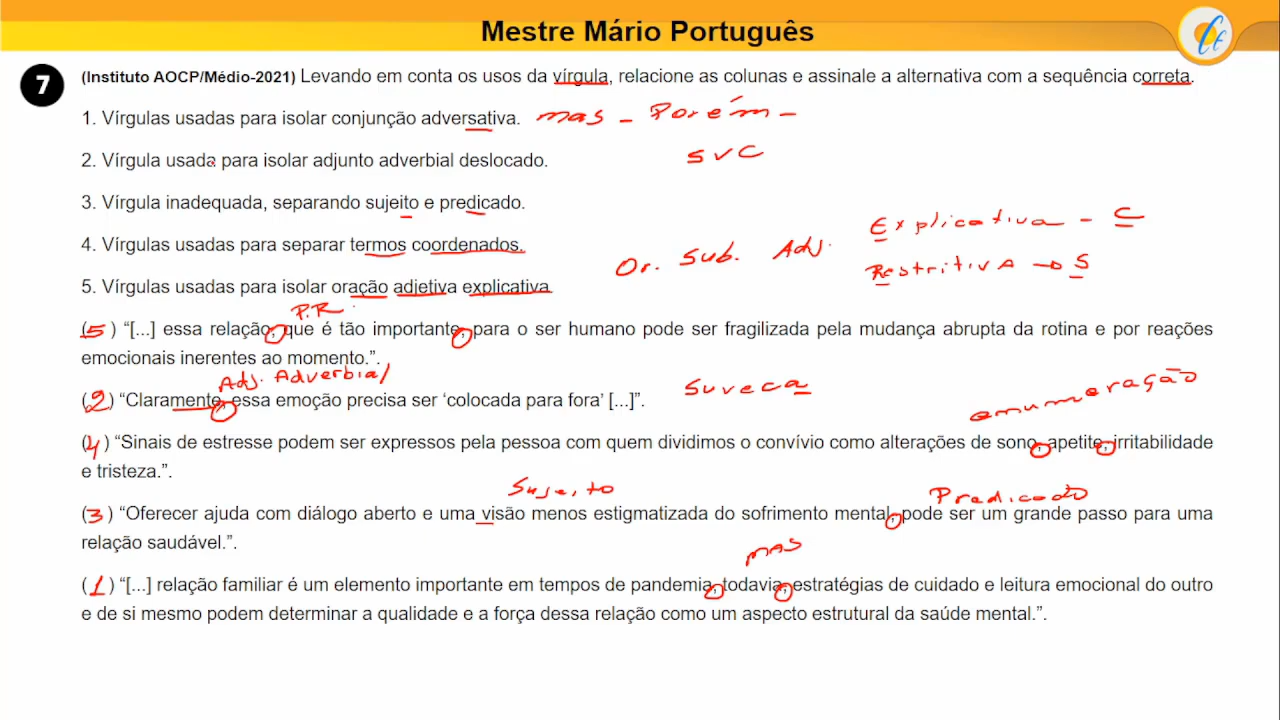 Mestre Mário Português
7
(Instituto AOCP/Médio-2021) Levando em conta os usos da vírgula, relacione as colunas e assinale a alternativa com a sequência correta.
1. Vírgulas usadas para isolar conjunção adversativa. mas - Porém -
2. Vírgula usada para isolar adjunto adverbial deslocado. SVC
3. Vírgula inadequada, separando sujeito e predicado.
Explicativa - C
4. Vírgulas usadas para separar termos coordenados.
Or. Sub. Adj. Restritiva → S
5. Vírgulas usadas para isolar oração adjetiva explicativa
P.R
(5) “[...] essa relação, que é tão importante, para o ser humano pode ser fragilizada pela mudança abrupta da rotina e por reações
emocionais inerentes ao momento.”.
Adj. Adverbial
(2) “Claramente, essa emoção precisa ser ‘colocada para fora’ [...]”. Suveca
enumeração
(4) “Sinais de estresse podem ser expressos pela pessoa com quem dividimos o convívio como alterações de sono, apetite, irritabilidade
e tristeza.”.
Sujeito Predicado
(3) “Oferecer ajuda com diálogo aberto e uma visão menos estigmatizada do sofrimento mental, pode ser um grande passo para uma
relação saudável.”.
mas
(1) “[...] relação familiar é um elemento importante em tempos de pandemia, todavia, estratégias de cuidado e leitura emocional do outro
e de si mesmo podem determinar a qualidade e a força dessa relação como um aspecto estrutural da saúde mental.”.